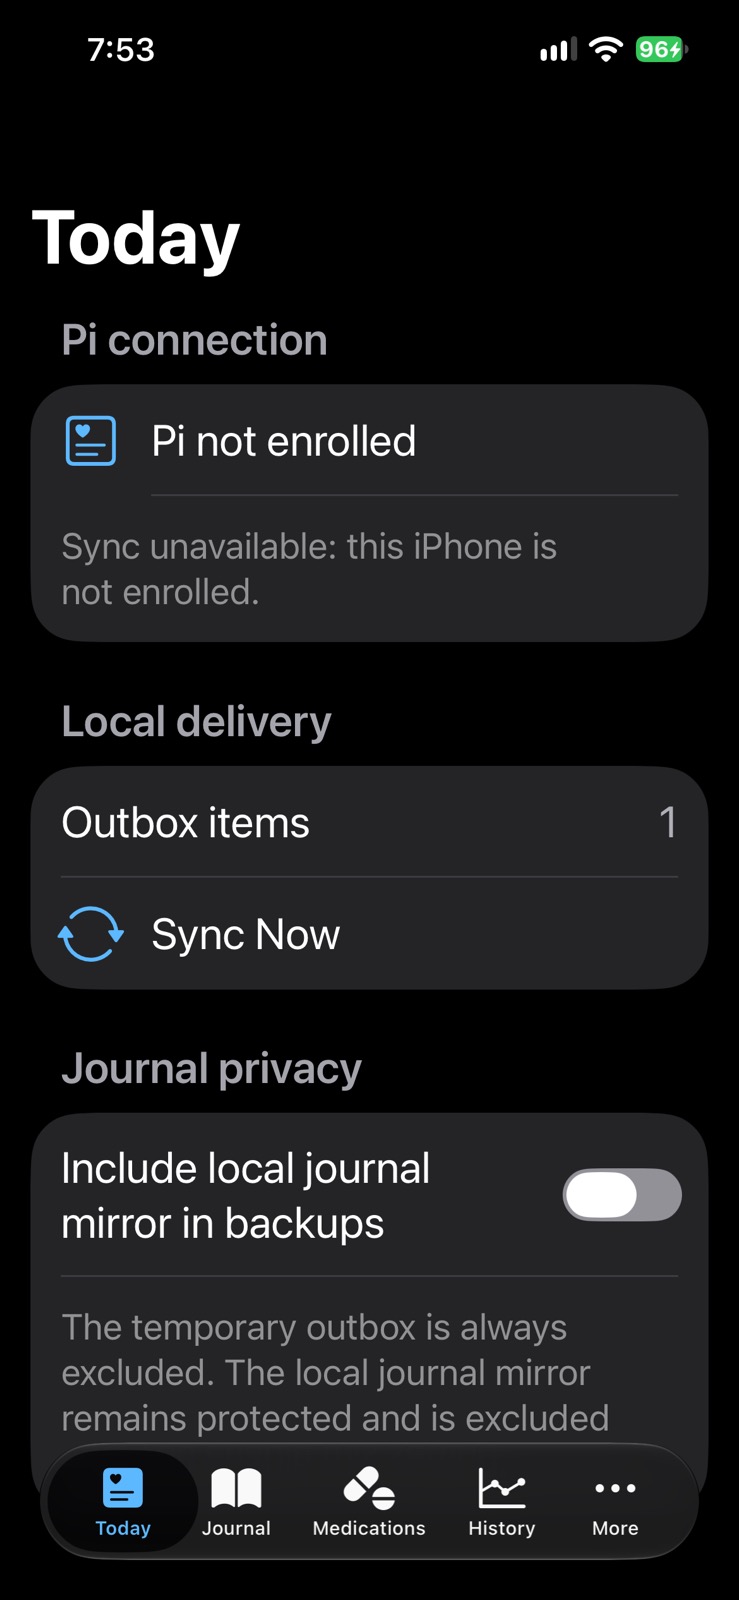 7:53
96
Today
Pi connection
Pi not enrolled
Sync unavailable: this iPhone is
not enrolled.
Local delivery
Outbox items 1
Sync Now
Journal privacy
Include local journal
mirror in backups
The temporary outbox is always
excluded. The local journal mirror
remains protected and is excluded
Today Journal Medications History More